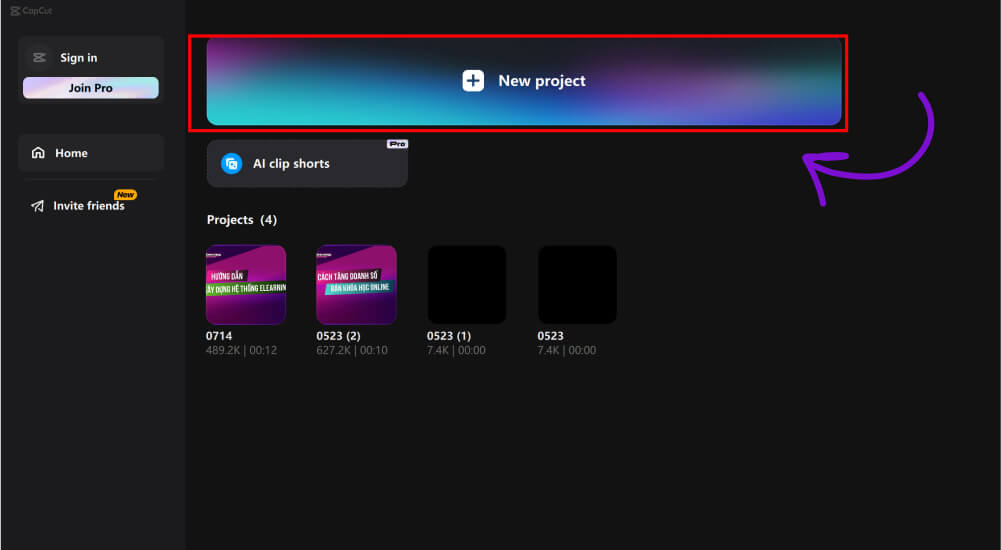 CapCut
Sign in
Join Pro
Home
New
Invite friends
New project
Pro
AI clip shorts
Projects (4)
HƯỚNG DẪN
ÂY DỰNG HỆ THỐNG ELEARNIN
CÁCH TĂNG DOANH SỐ
BÁN KHÓA HỌC ONLINE
0714
489.2K | 00:12
0523 (2)
627.2K | 00:10
0523 (1)
7.4K | 00:00
0523
7.4K | 00:00